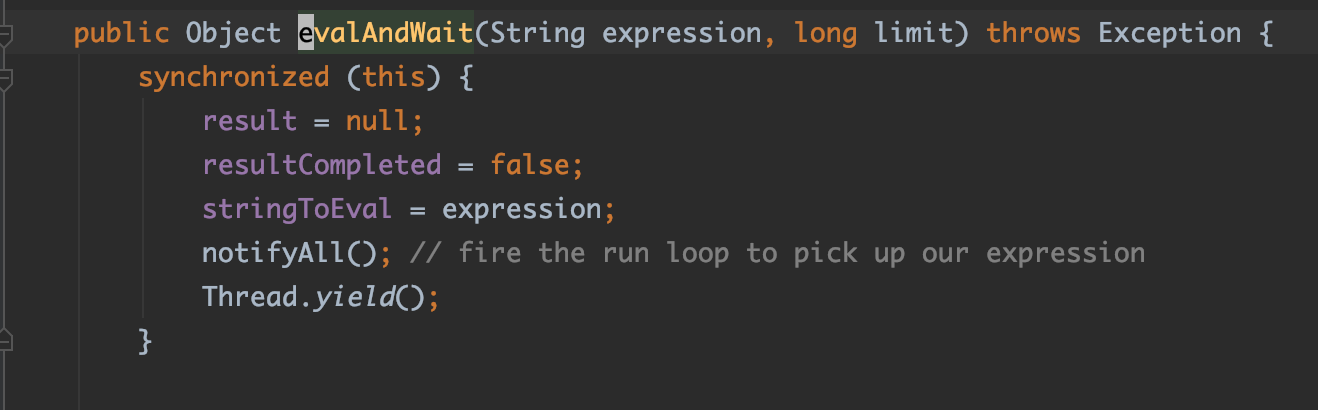 public Object evalAndWait(String expression, long limit) throws Exception {
synchronized (this) {
result = null;
resultCompleted = false;
stringToEval = expression;
notifyAll(); // fire the run loop to pick up our expression
Thread.yield();
}